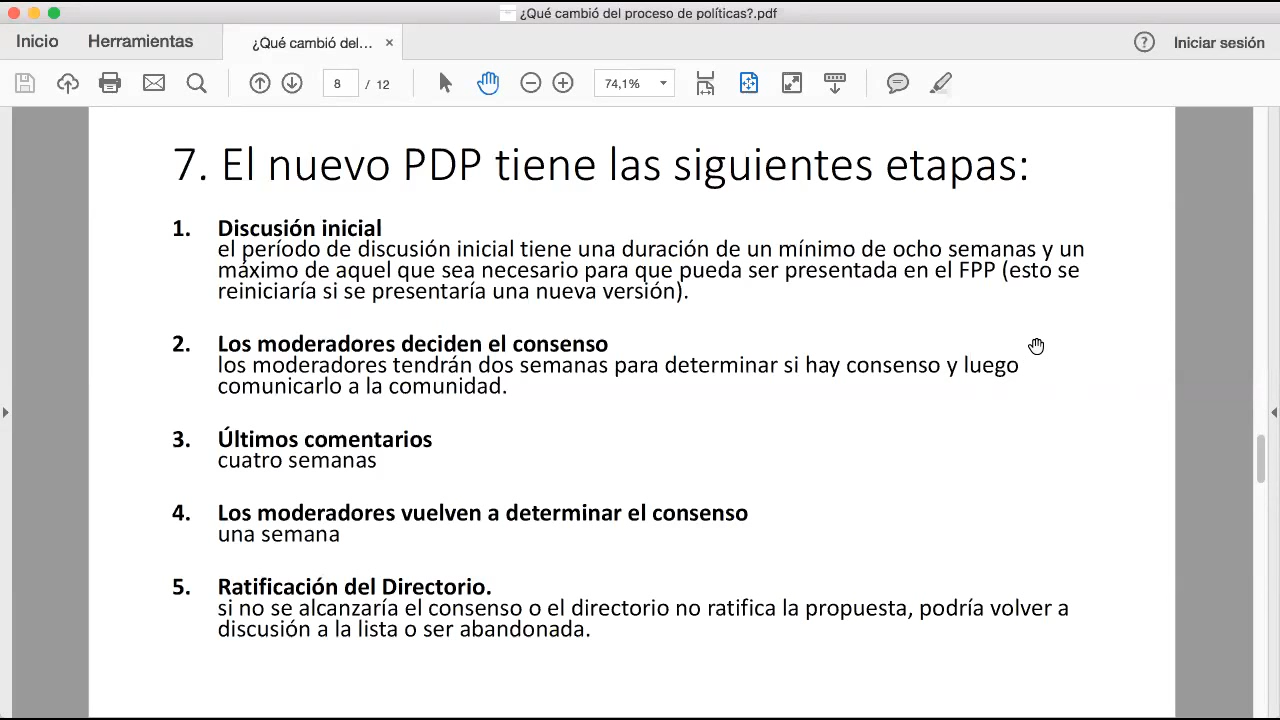 ¿Qué cambió del proceso de políticas?.pdf
Inicio Herramientas ¿Qué cambió del... × ? Iniciar sesión
8 / 12 74,1%
7. El nuevo PDP tiene las siguientes etapas:
1. Discusión inicial
el período de discusión inicial tiene una duración de un mínimo de ocho semanas y un
máximo de aquel que sea necesario para que pueda ser presentada en el FPP (esto se
reiniciaría si se presentaría una nueva versión).
2. Los moderadores deciden el consenso
los moderadores tendrán dos semanas para determinar si hay consenso y luego
comunicarlo a la comunidad.
3. Últimos comentarios
cuatro semanas
4. Los moderadores vuelven a determinar el consenso
una semana
5. Ratificación del Directorio.
si no se alcanzaría el consenso o el directorio no ratifica la propuesta, podría volver a
discusión a la lista o ser abandonada.